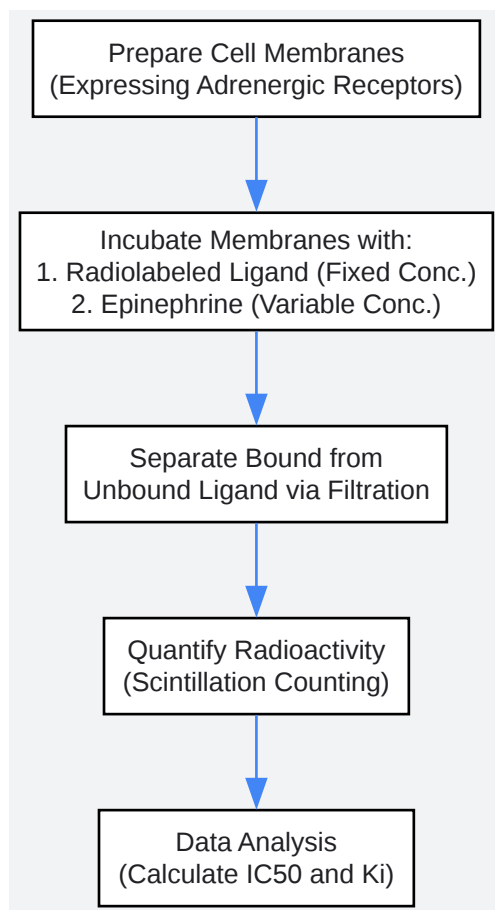 Prepare Cell Membranes
(Expressing Adrenergic Receptors)
Incubate Membranes with:
1. Radiolabeled Ligand (Fixed Conc.)
2. Epinephrine (Variable Conc.)
Separate Bound from
Unbound Ligand via Filtration
Quantify Radioactivity
(Scintillation Counting)
Data Analysis
(Calculate IC50 and Ki)